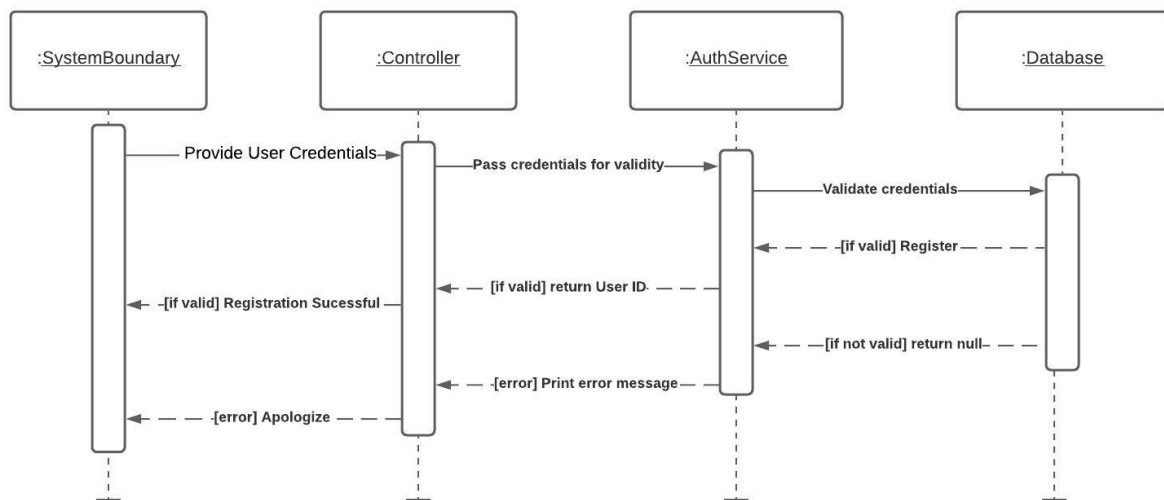 :SystemBoundary
:Controller
:AuthService
:Database
Provide User Credentials
Pass credentials for validity
Validate credentials
[if valid] Register
[if valid] return User ID
[if valid] Registration Sucessful
[if not valid] return null
[error] Print error message
[error] Apologize